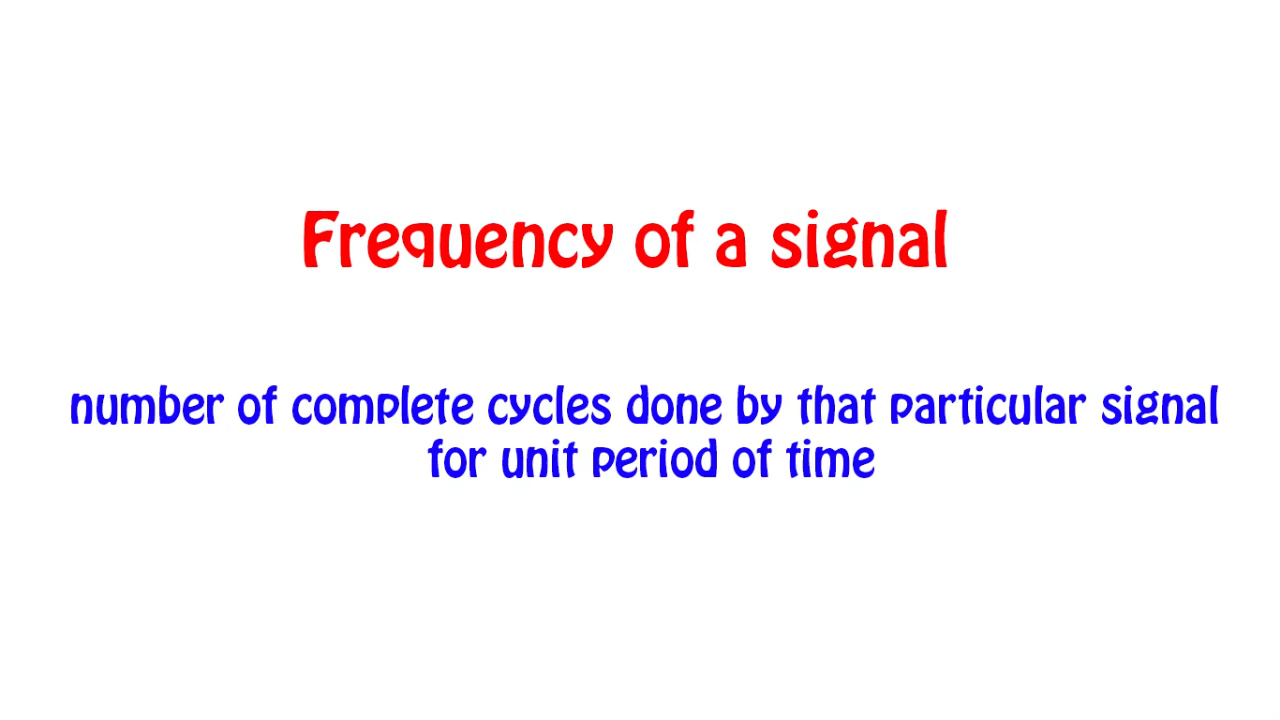 Frequency of a signal
number of complete cycles done by that particular signal
for unit period of time